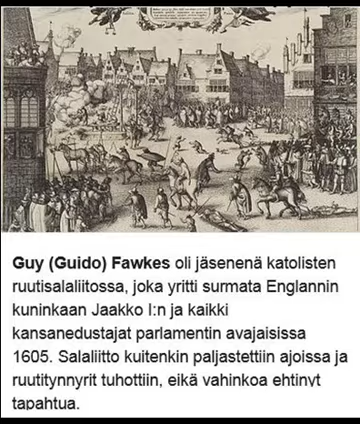 Guy (Guido) Fawkes oli jäsenenä katolisten
ruutisalaliitossa, joka yritti surmata Englannin
kuninkaan Jaakko I:n ja kaikki
kansanedustajat parlamentin avajaisissa
1605. Salaliitto kuitenkin paljastettiin ajoissa ja
ruutitynnyrit tuhottiin, eikä vahinkoa ehtinyt
tapahtua.